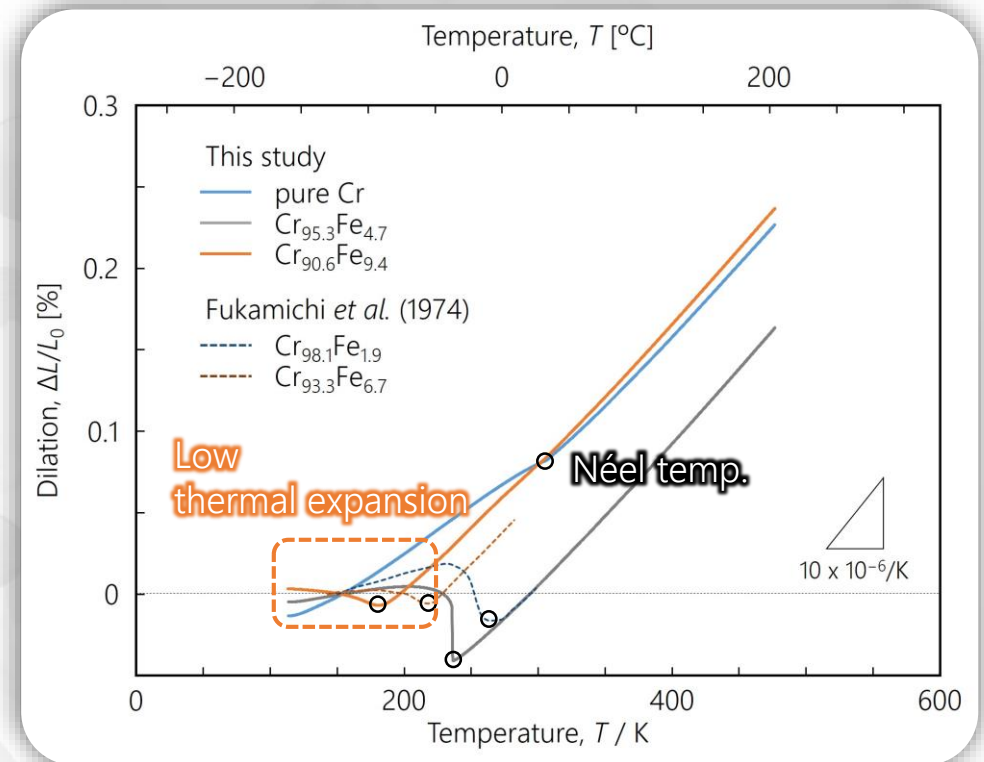 Temperature, T [°C]
−200 0 200
0.3
0.2
0.1
0
Dilation, ΔL/L₀ [%]
This study
pure Cr
Cr₉₅.₃Fe₄.₇
Cr₉₀.₆Fe₉.₄
Fukamichi et al. (1974)
Cr₉₈.₁Fe₁.₉
Cr₉₃.₃Fe₆.₇
Low
thermal expansion
Néel temp.
10 x 10⁻⁶/K
0 200 400 600
Temperature, T / K